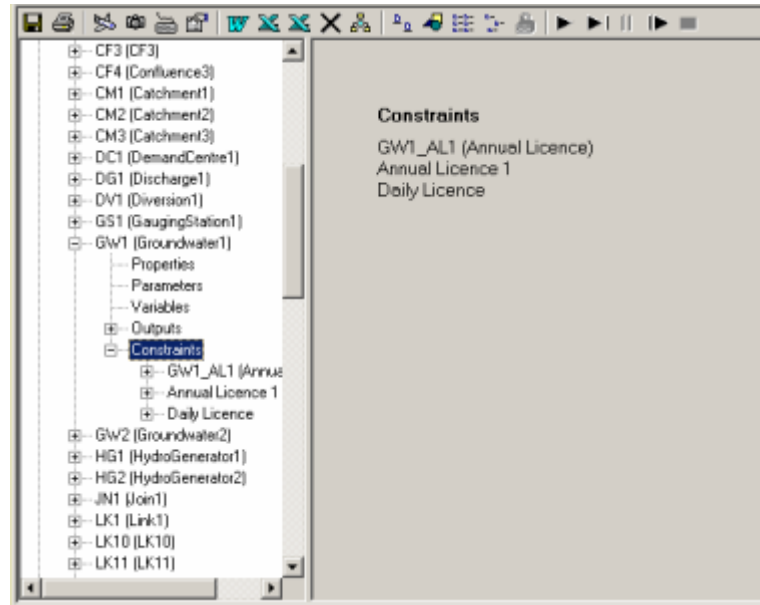 CF3 (CF3)
CF4 (Confluence3)
CM1 (Catchment1)
CM2 (Catchment2)
CM3 (Catchment3)
DC1 (DemandCentre1)
DG1 (Discharge1)
DV1 (Diversion1)
GS1 (GaugingStation1)
GW1 (Groundwater1)
Properties
Parameters
Variables
Outputs
Constraints
GW1_AL1 (Annua
Annual Licence 1
Daily Licence
GW2 (Groundwater2)
HG1 (HydroGenerator1)
HG2 (HydroGenerator2)
JN1 (Join1)
LK1 (Link1)
LK10 (LK10)
LK11 (LK11)
Constraints
GW1_AL1 (Annual Licence)
Annual Licence 1
Daily Licence